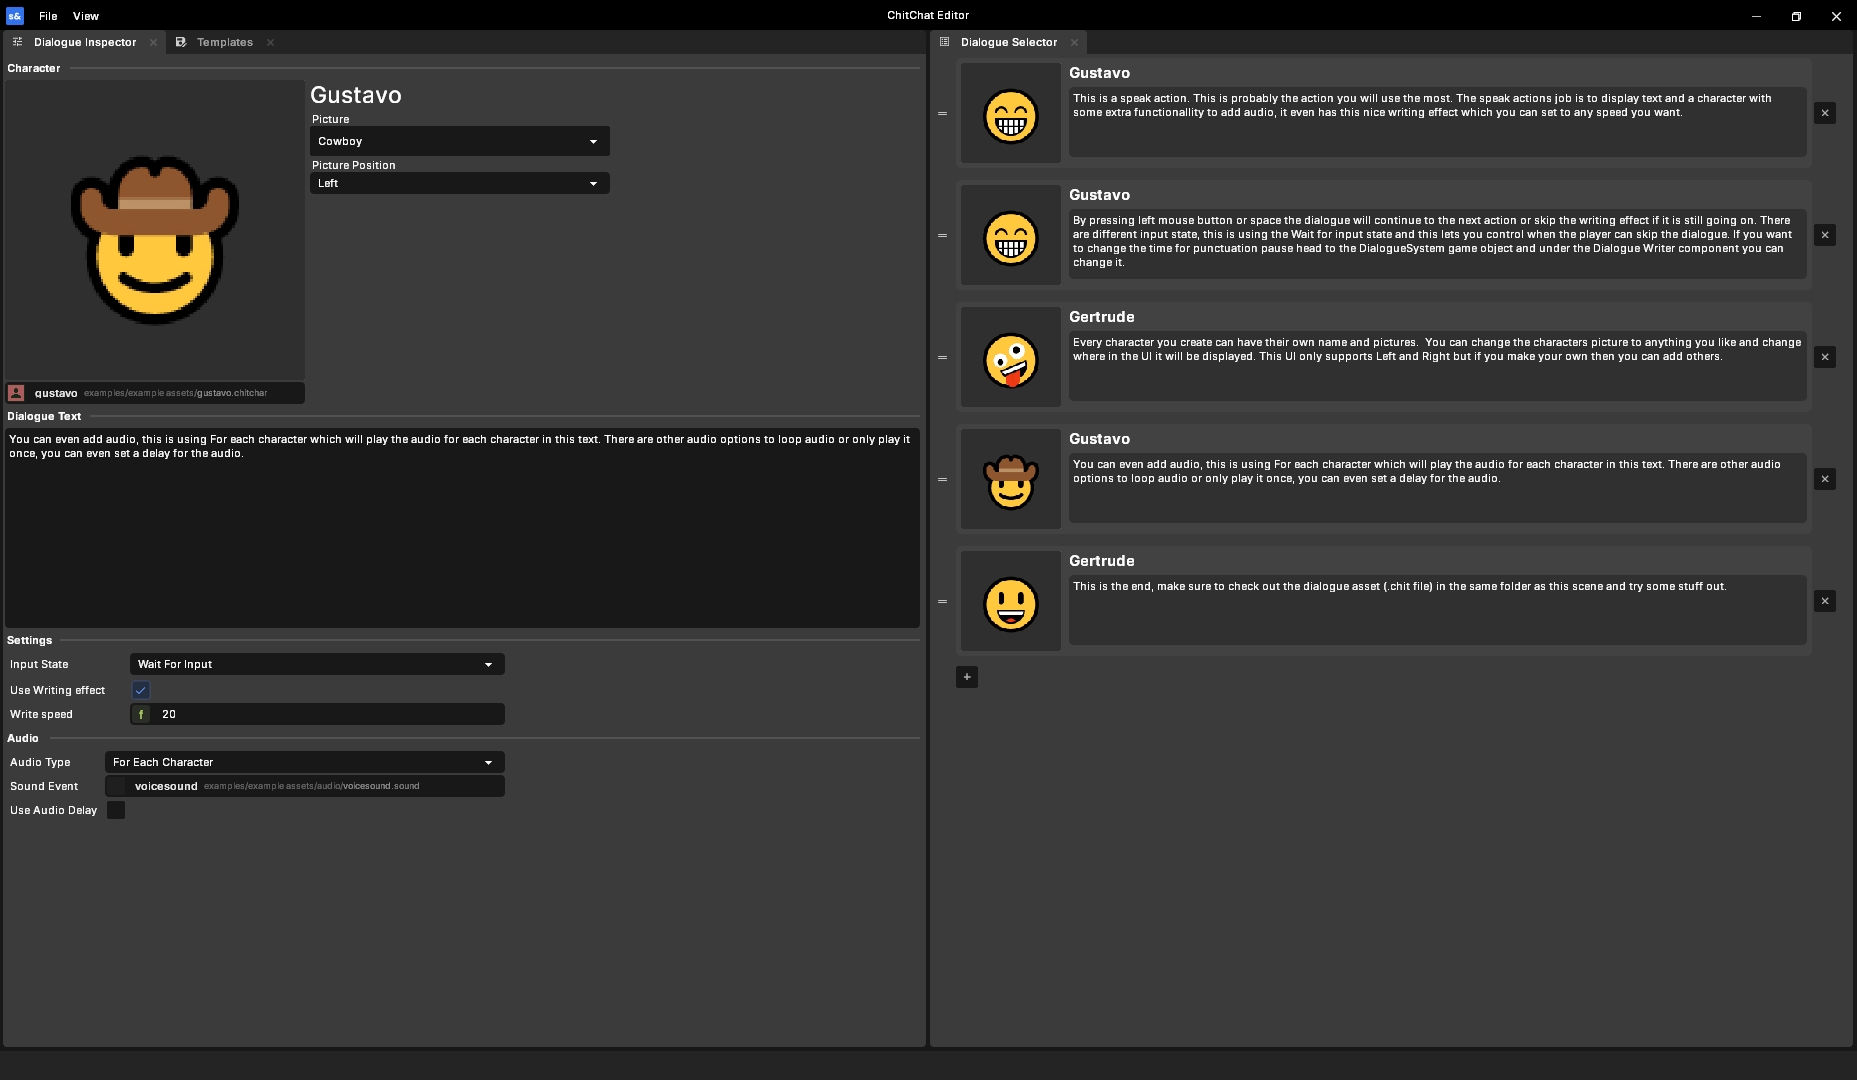 s&
File
View
ChitChat Editor
Dialogue Inspector
Templates
Character
Gustavo
Picture
Cowboy
Picture Position
Left
gustavo examples/example assets/gustavo.chitchar
Dialogue Text
You can even add audio, this is using For each character which will play the audio for each character in this text. There are other audio options to loop audio or only play it
once, you can even set a delay for the audio.
Settings
Input State
Wait For Input
Use Writing effect
Write speed
f 20
Audio
Audio Type
For Each Character
Sound Event
voicesound examples/example assets/audio/voicesound.sound
Use Audio Delay
Dialogue Selector
Gustavo
This is a speak action. This is probably the action you will use the most. The speak actions job is to display text and a character with
some extra functionallity to add audio, it even has this nice writing effect which you can set to any speed you want.
Gustavo
By pressing left mouse button or space the dialogue will continue to the next action or skip the writing effect if it is still going on. There
are different input state, this is using the Wait for input state and this lets you control when the player can skip the dialogue. If you want
to change the time for punctuation pause head to the DialogueSystem game object and under the Dialogue Writer component you can
change it.
Gertrude
Every character you create can have their own name and pictures.  You can change the characters picture to anything you like and change
where in the UI it will be displayed. This UI only supports Left and Right but if you make your own then you can add others.
Gustavo
You can even add audio, this is using For each character which will play the audio for each character in this text. There are other audio
options to loop audio or only play it once, you can even set a delay for the audio.
Gertrude
This is the end, make sure to check out the dialogue asset (.chit file) in the same folder as this scene and try some stuff out.